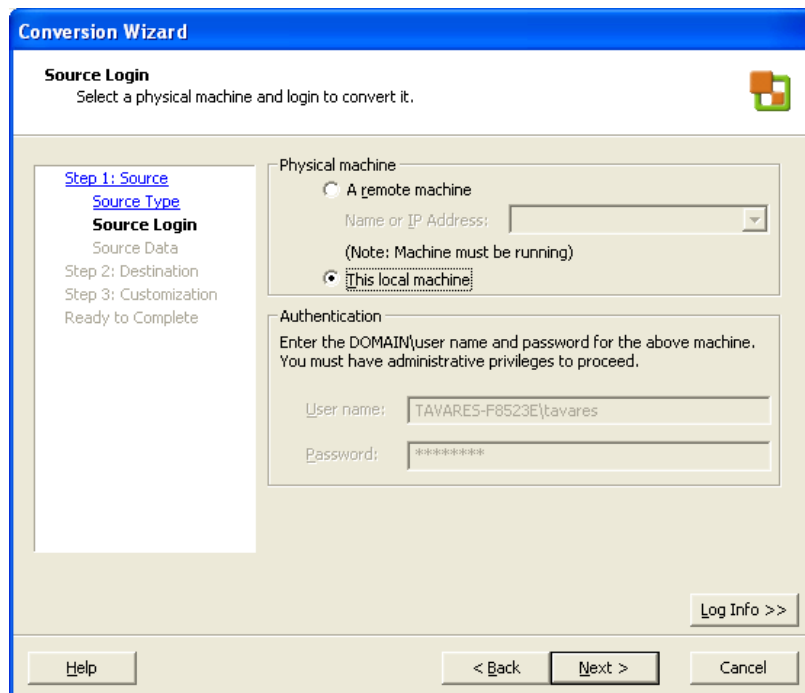 Conversion Wizard
Source Login
Select a physical machine and login to convert it.
Step 1: Source
Source Type
Source Login
Source Data
Step 2: Destination
Step 3: Customization
Ready to Complete
Physical machine
A remote machine
Name or IP Address:
(Note: Machine must be running)
This local machine
Authentication
Enter the DOMAIN\user name and password for the above machine.
You must have administrative privileges to proceed.
User name: TAVARES-F8523E\tavares
Password: ********
Log Info >>
Help < Back Next > Cancel